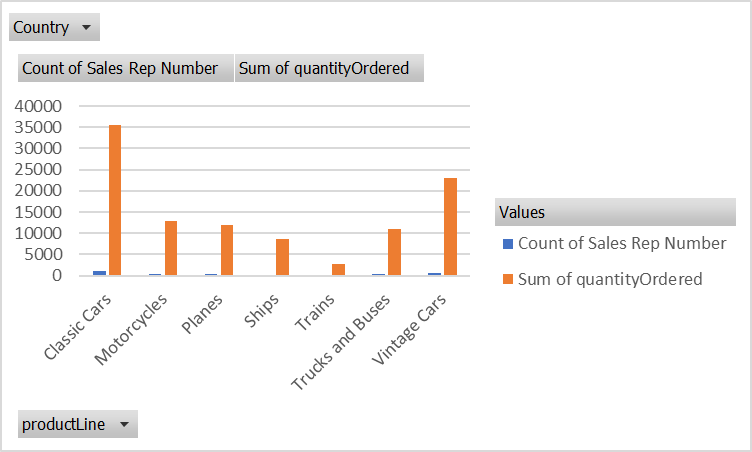 Country
Count of Sales Rep Number Sum of quantityOrdered
40000
35000
30000
25000
20000
15000
10000
5000
0
Classic Cars
Motorcycles
Planes
Ships
Trains
Trucks and Buses
Vintage Cars
Values
Count of Sales Rep Number
Sum of quantityOrdered
productLine